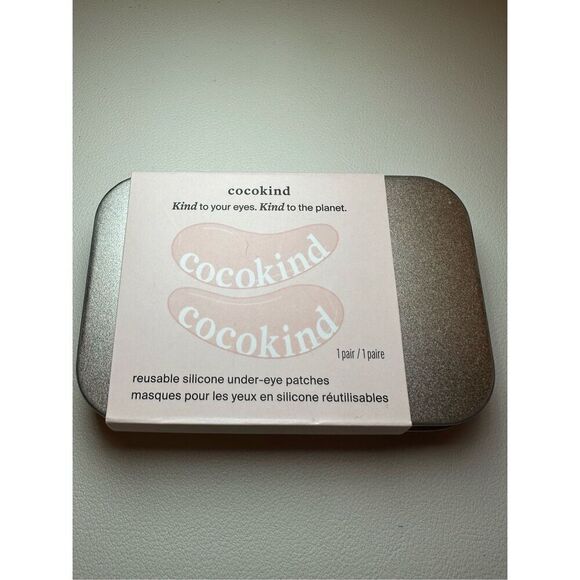 cocokind
Kind to your eyes. Kind to the planet.
cocokind
cocokind
1 pair / 1 paire
reusable silicone under-eye patches
masques pour les yeux en silicone réutilisables